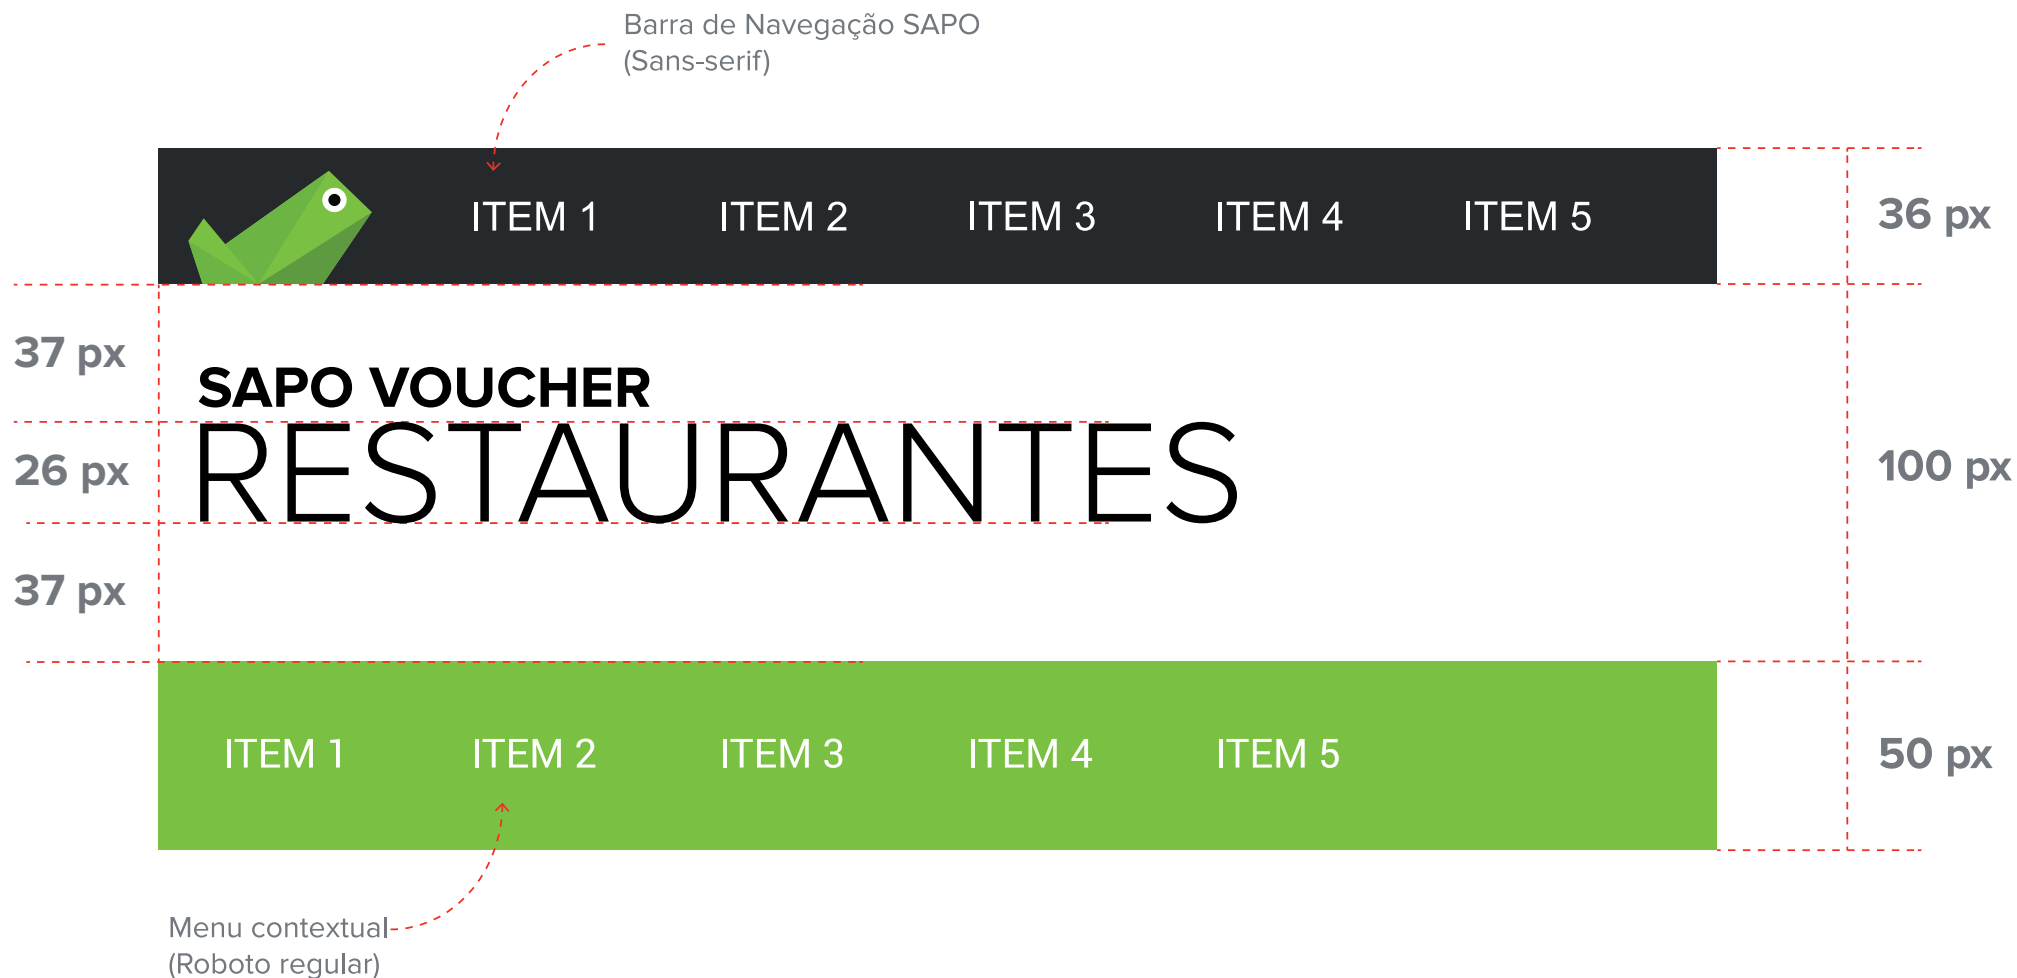 Barra de Navegação SAPO
(Sans-serif)
ITEM 1 ITEM 2 ITEM 3 ITEM 4 ITEM 5
36 px
37 px
SAPO VOUCHER
RESTAURANTES
26 px
100 px
37 px
ITEM 1 ITEM 2 ITEM 3 ITEM 4 ITEM 5
50 px
Menu contextual
(Roboto regular)